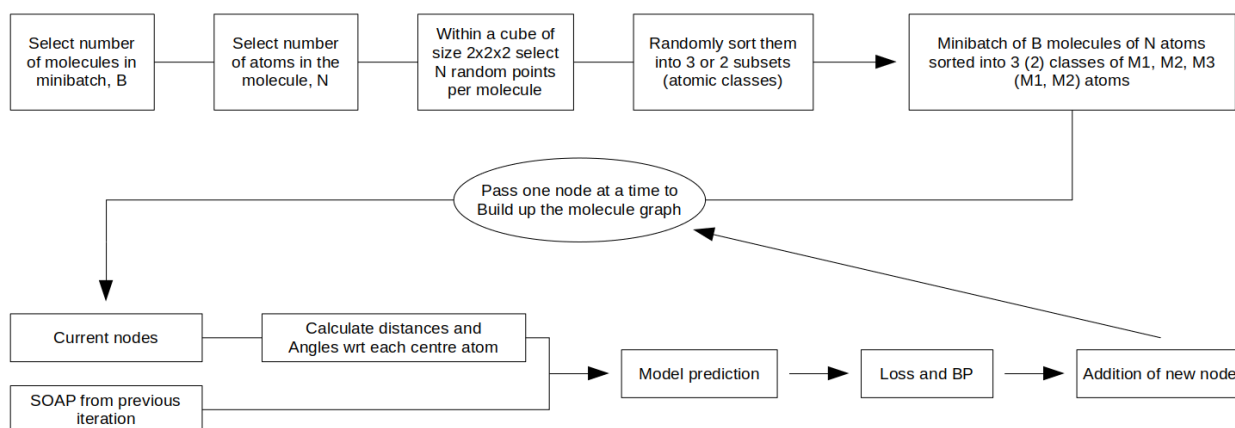 Select number
of molecules in
minibatch, B
Select number
of atoms in the
molecule, N
Within a cube of
size 2x2x2 select
N random points
per molecule
Randomly sort them
into 3 or 2 subsets
(atomic classes)
Minibatch of B molecules of N atoms
sorted into 3 (2) classes of M1, M2, M3
(M1, M2) atoms
Pass one node at a time to
Build up the molecule graph
Current nodes
Calculate distances and
Angles wrt each centre atom
SOAP from previous
iteration
Model prediction
Loss and BP
Addition of new node